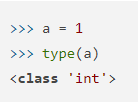 >>> a = 1
>>> type(a)
<class 'int'>